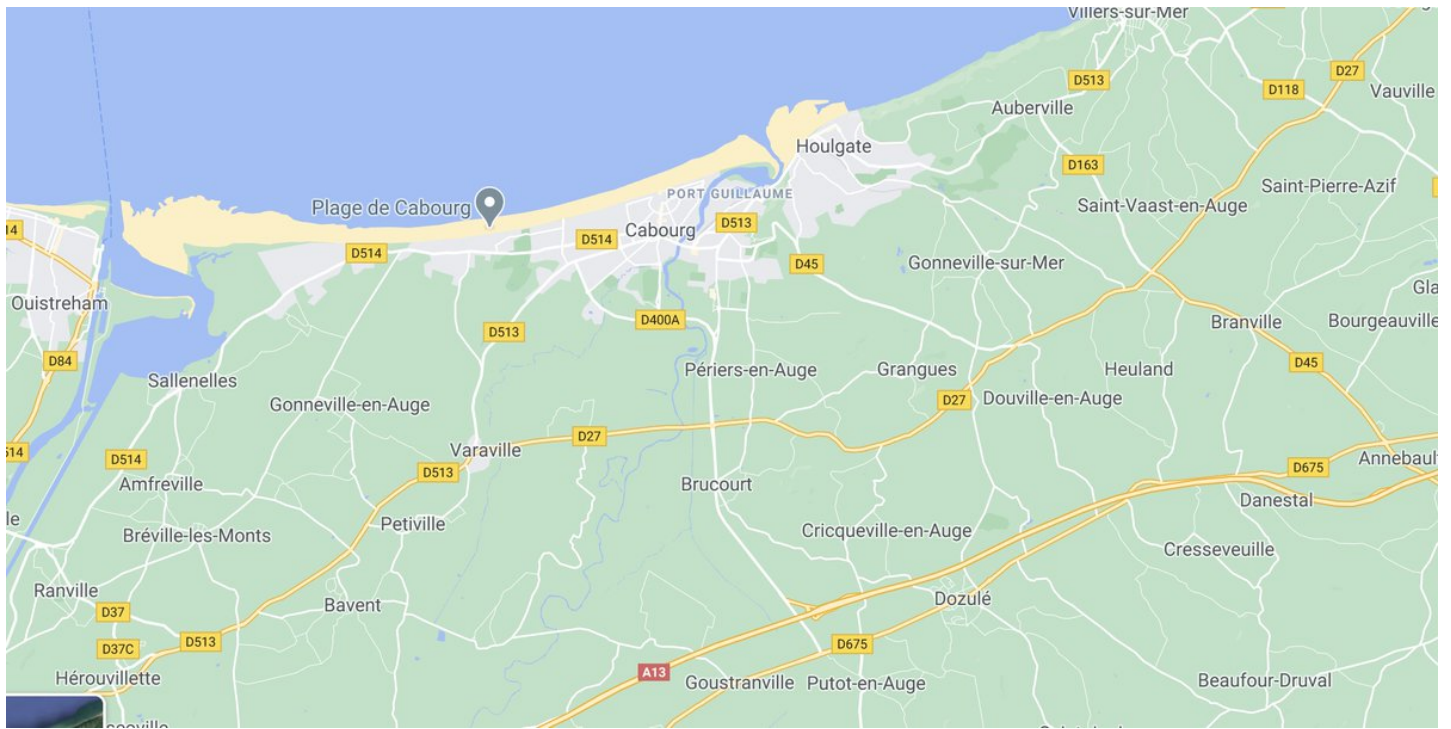 Villers-sur-Mer
D27
D513
D118
Vauville
Auberville
Houlgate
D163
Saint-Pierre-Azif
PORT GUILLAUME
Plage de Cabourg
Saint-Vaast-en-Auge
14
D513
Cabourg
D514
D514
D45
Gonneville-sur-Mer
Ouistreham
Gla
D400A
Branville
Bourgeauville
D513
D84
D45
Périers-en-Auge
Grangues
Heuland
Sallenelles
Douville-en-Auge
D27
Gonneville-en-Auge
D27
Varaville
514
D514
D513
D675
Annebault
Amfreville
Brucourt
Danestal
le
Petiville
Bréville-les-Monts
Cricqueville-en-Auge
Cresseveuille
Ranville
Dozulé
Bavent
D37
D513
D675
D37C
A13
Hérouvillette
Goustranville
Putot-en-Auge
Beaufour-Druval